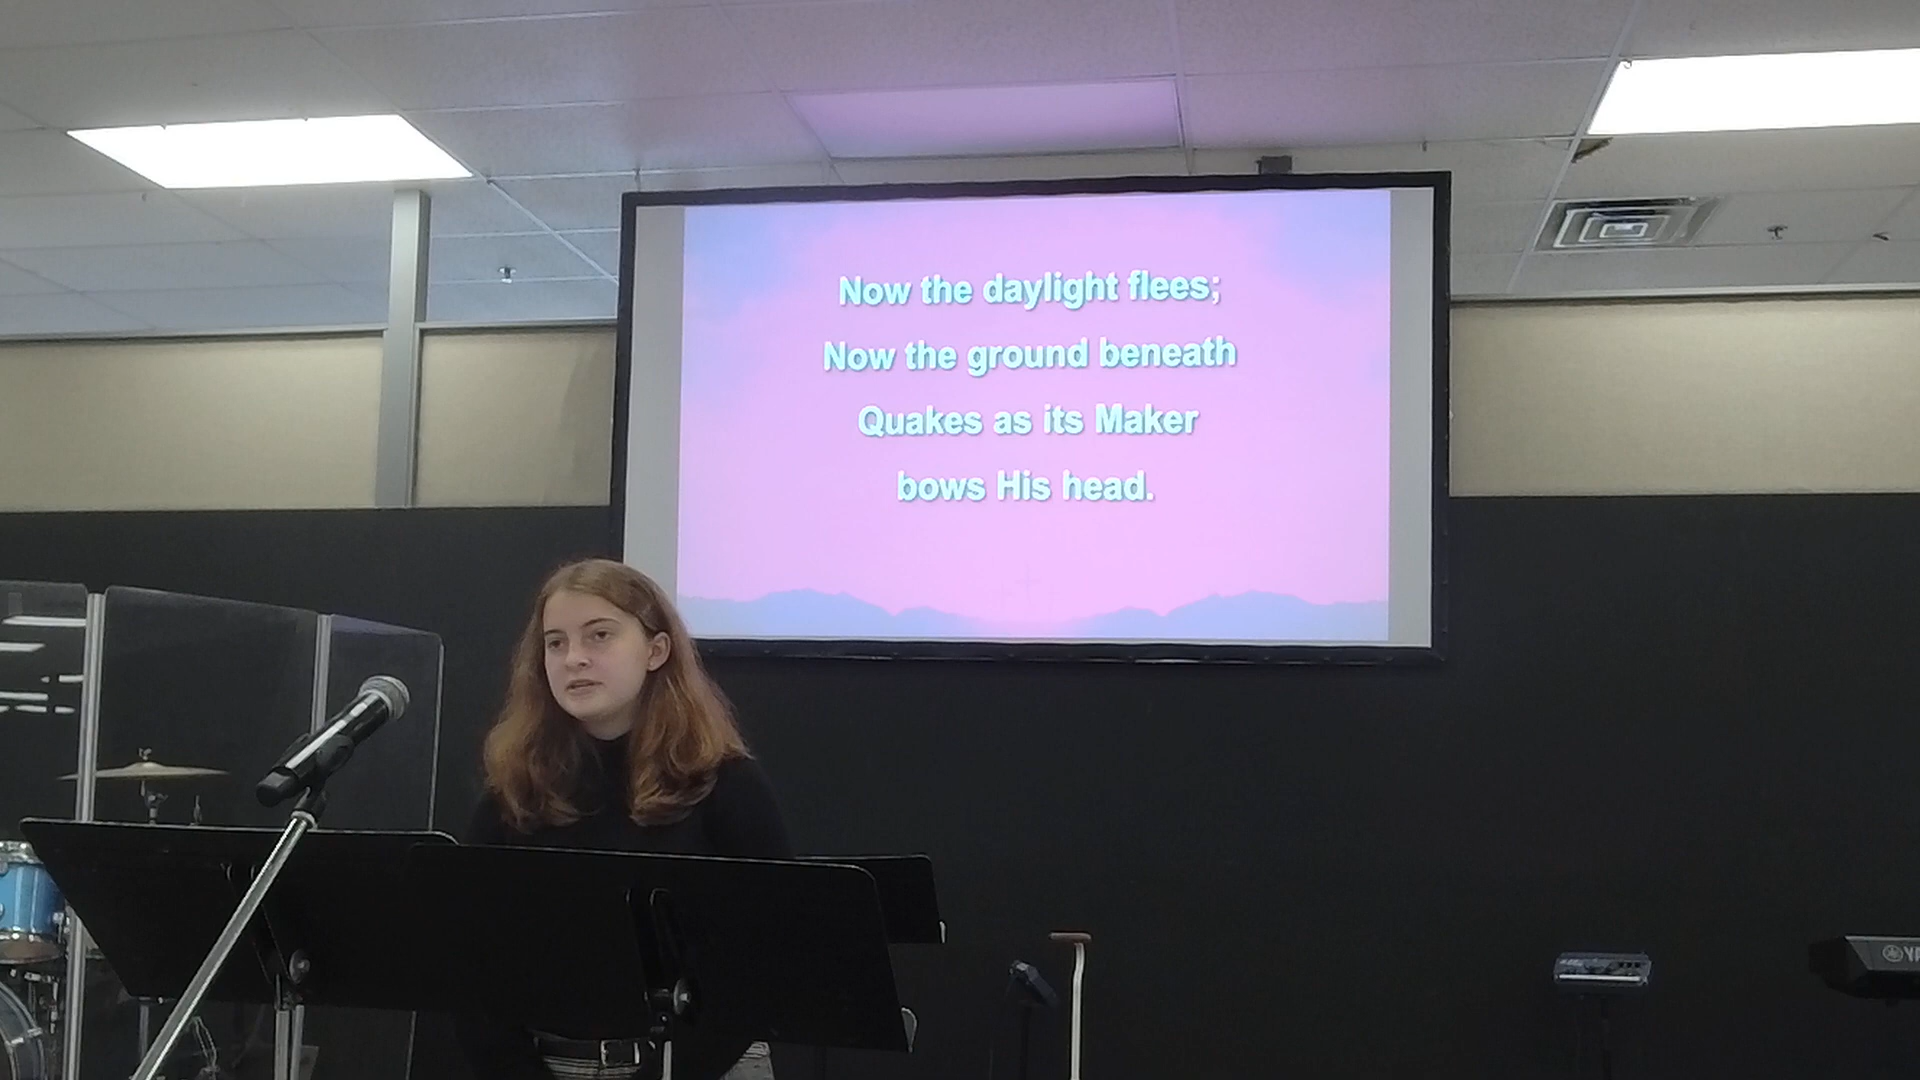 Now the daylight flees;
Now the ground beneath
Quakes as its Maker
bows His head.